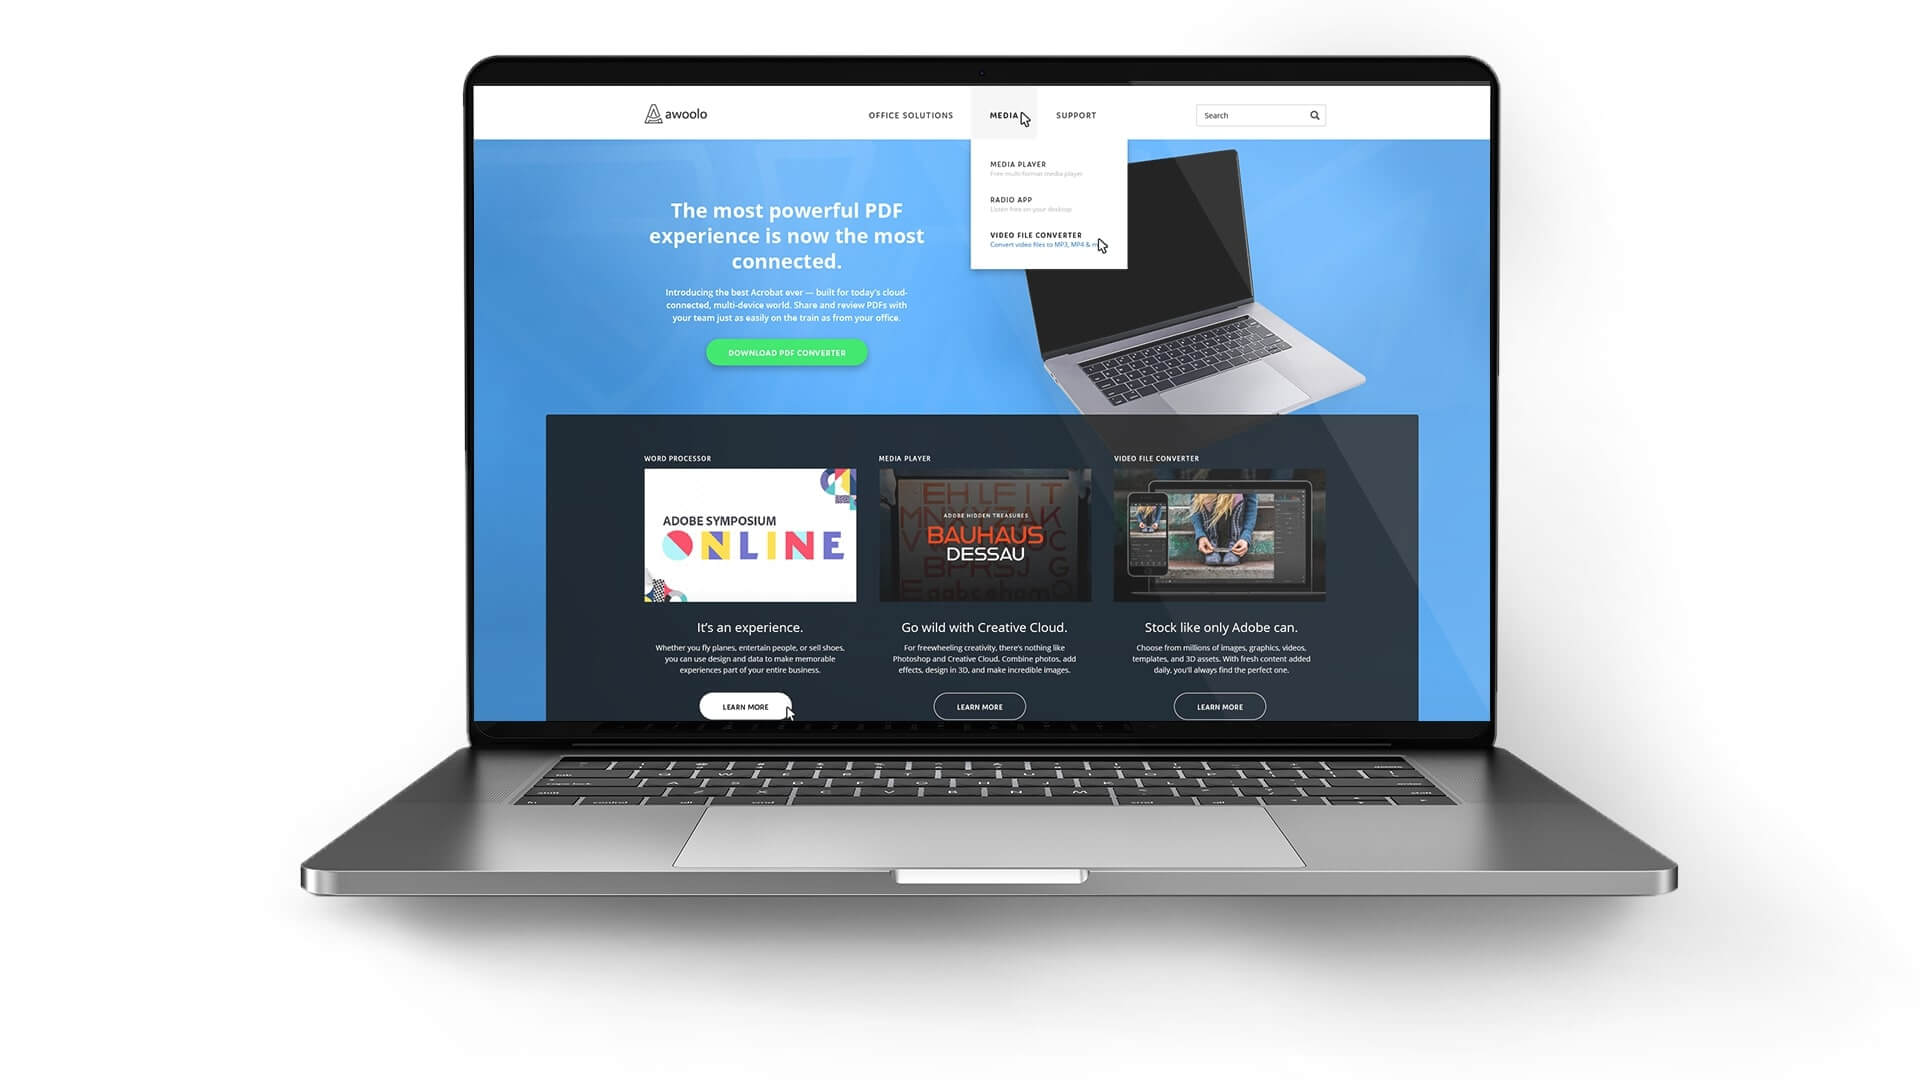 awoolo
OFFICE SOLUTIONS
MEDIA
SUPPORT
Search
MEDIA PLAYER
Free multi-format media player
RADIO APP
Listen free on your desktop
VIDEO FILE CONVERTER
Convert video files to MP3, MP4 &
The most powerful PDF
experience is now the most
connected.
Introducing the best Acrobat ever — built for today's cloud-
connected, multi-device world. Share and review PDFs with
your team just as easily on the train as from your office.
DOWNLOAD PDF CONVERTER
WORD PROCESSOR
MEDIA PLAYER
VIDEO FILE CONVERTER
ADOBE SYMPOSIUM
ONLINE
ADOBE HIDDEN TREASURES
BAUHAUS
DESSAU
It's an experience.
Whether you fly planes, entertain people, or sell shoes,
you can use design and data to make memorable
experiences part of your entire business.
LEARN MORE
Go wild with Creative Cloud.
For freewheeling creativity, there's nothing like
Photoshop and Creative Cloud. Combine photos, add
effects, design in 3D, and make incredible images.
LEARN MORE
Stock like only Adobe can.
Choose from millions of images, graphics, videos,
templates, and 3D assets. With fresh content added
daily, you'll always find the perfect one.
LEARN MORE